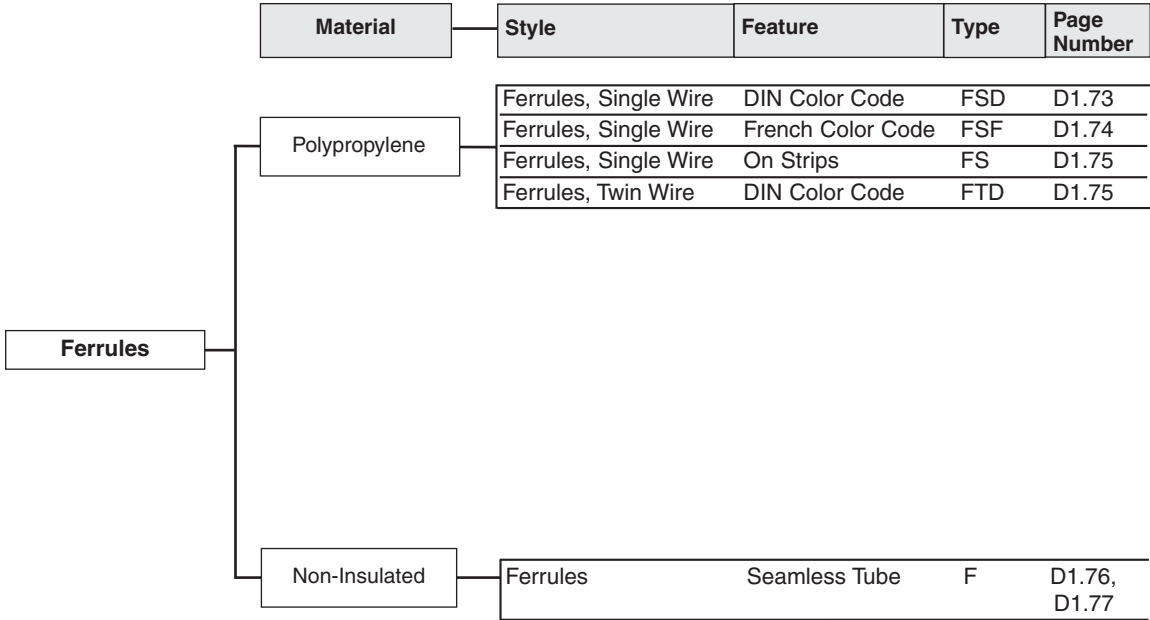 Material Style Feature Type Page Number
Ferrules, Single Wire DIN Color Code FSD D1.73
Polypropylene
Ferrules, Single Wire French Color Code FSF D1.74
Ferrules, Single Wire On Strips FS D1.75
Ferrules, Twin Wire DIN Color Code FTD D1.75
Ferrules
Non-Insulated
Ferrules Seamless Tube F D1.76,
D1.77